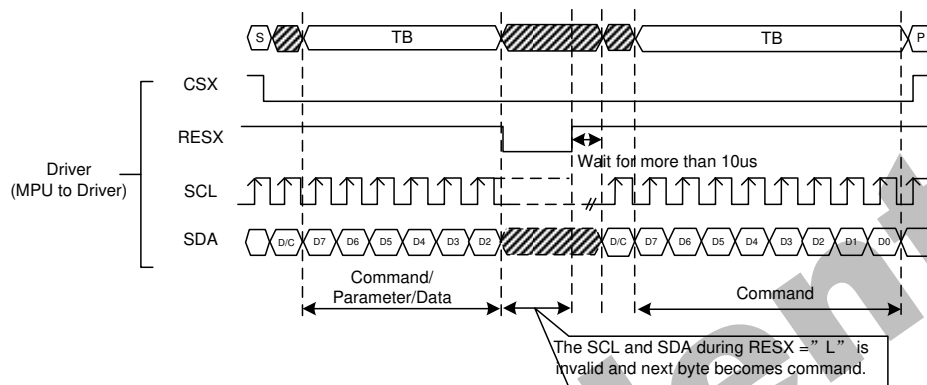 S TB TB P
CSX
RESX
Wait for more than 10us
Driver
(MPU to Driver)
SCL
SDA D/C D7 D6 D5 D4 D3 D2 D/C D7 D6 D5 D4 D3 D2 D1 D0
Command/
Parameter/Data
Command
The SCL and SDA during RESX =” L” is
invalid and next byte becomes command.